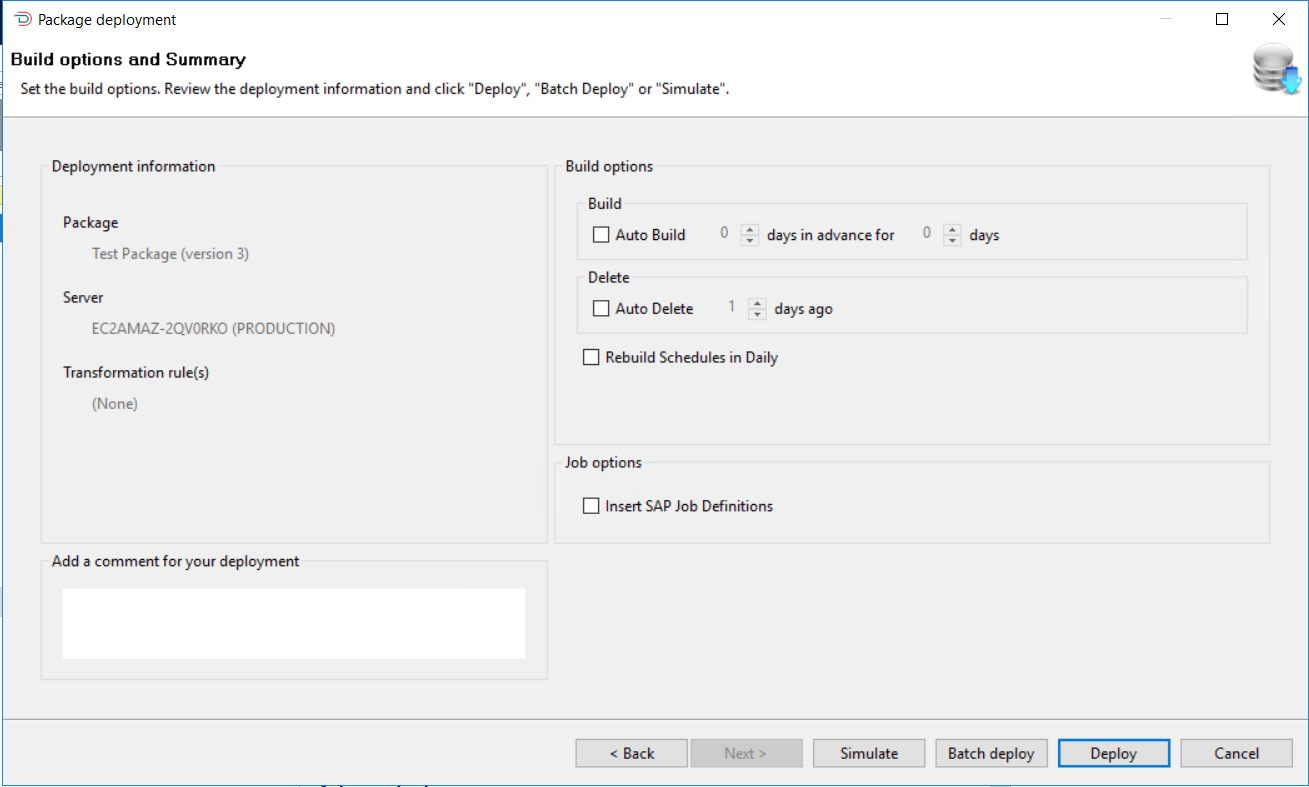 Package deployment
Build options and Summary
Set the build options. Review the deployment information and click "Deploy", "Batch Deploy" or "Simulate".
Deployment information
Package
Test Package (version 3)
Server
EC2AMAZ-2QV0RKO (PRODUCTION)
Transformation rule(s)
(None)
Add a comment for your deployment
Build options
Build
Auto Build 0 days in advance for 0 days
Delete
Auto Delete 1 days ago
Rebuild Schedules in Daily
Job options
Insert SAP Job Definitions
< Back Next > Simulate Batch deploy Deploy Cancel